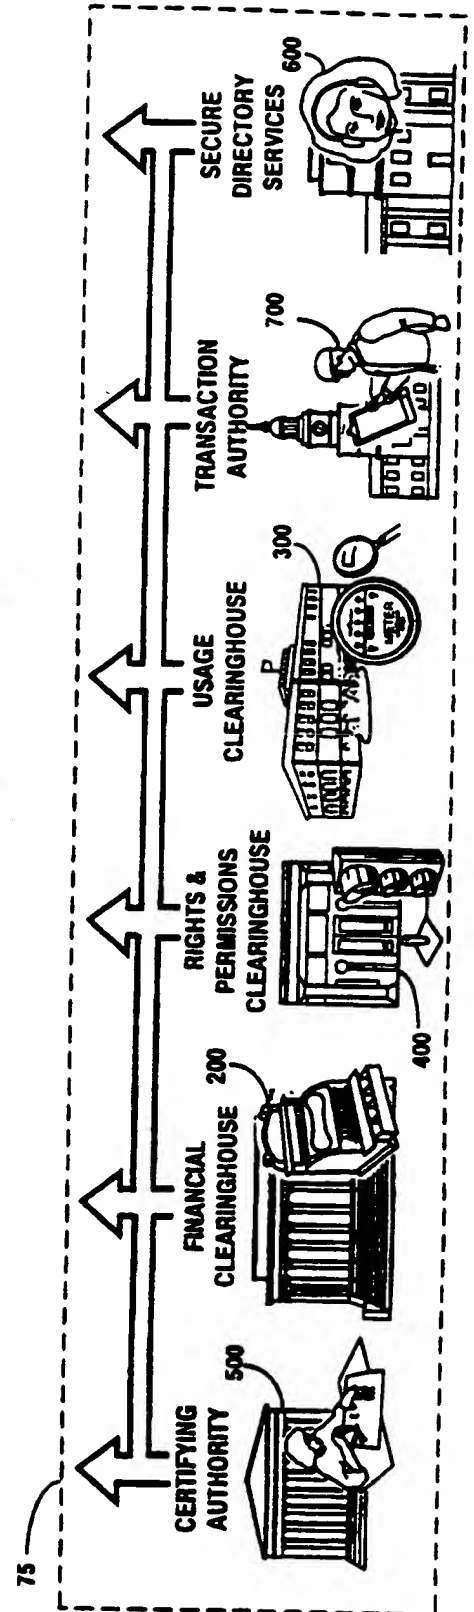 75
CERTIFYING
AUTHORITY
500
FINANCIAL
CLEARINGHOUSE
200
RIGHTS &
PERMISSIONS
CLEARINGHOUSE
400
USAGE
CLEARINGHOUSE
300
METER
TRANSACTION
AUTHORITY
700
SECURE
DIRECTORY
SERVICES
600